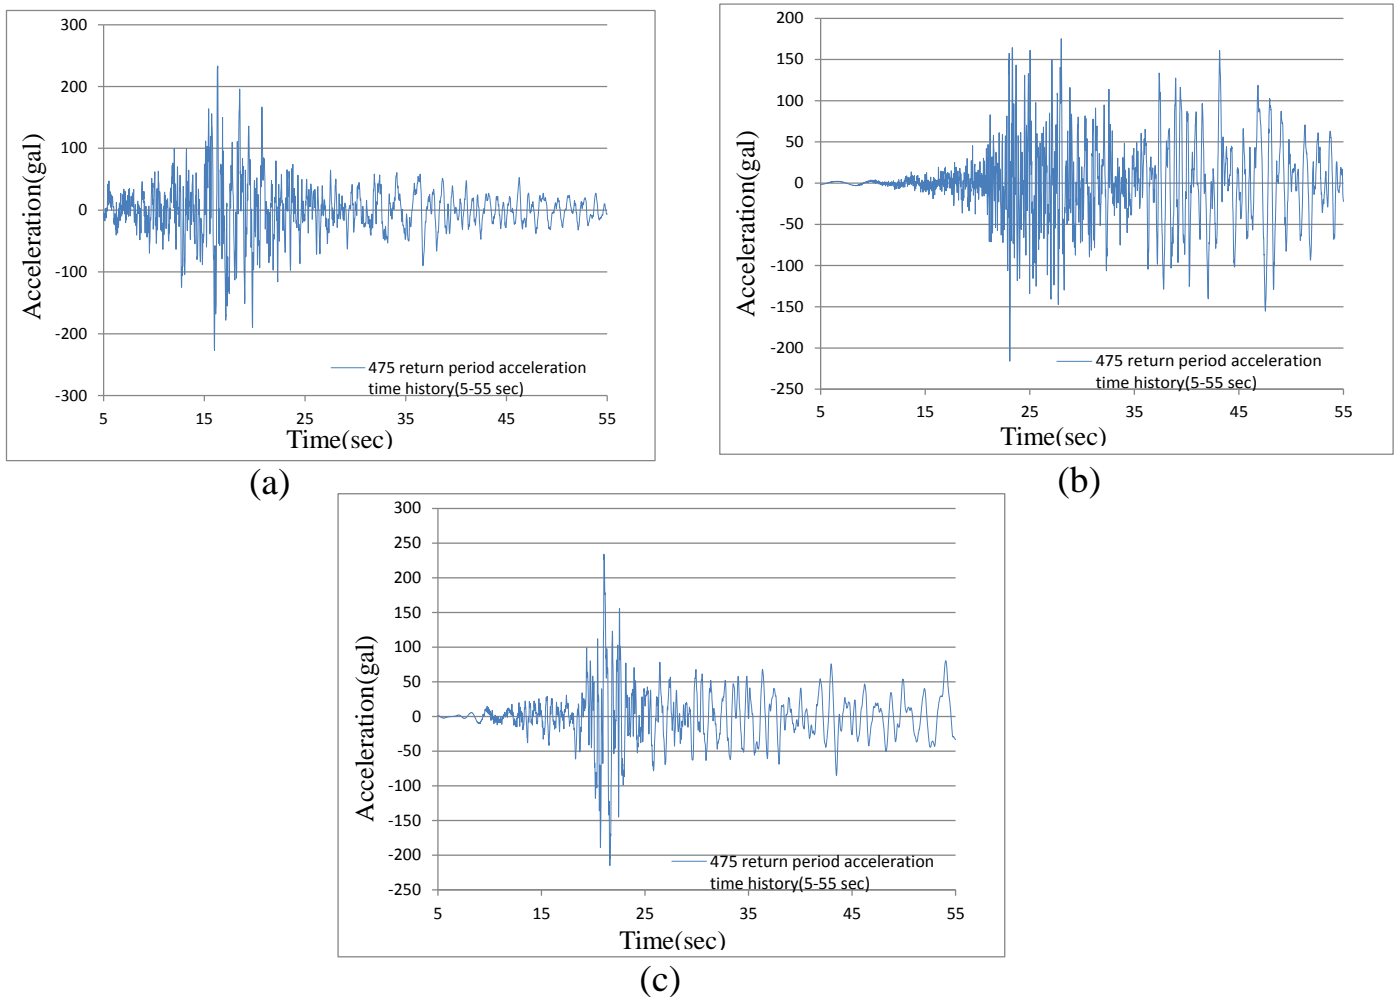 300
200
100
0
-100
-200
-300
Acceleration(gal)
475 return period acceleration
time history(5-55 sec)
5 15 25 35 45 55
Time(sec)
(a)
200
150
100
50
0
-50
-100
-150
-200
-250
Acceleration(gal)
475 return period acceleration
time history(5-55 sec)
5 15 25 35 45 55
Time(sec)
(b)
300
250
200
150
100
50
0
-50
-100
-150
-200
-250
Acceleration(gal)
475 return period acceleration
time history(5-55 sec)
5 15 25 35 45 55
Time(sec)
(c)